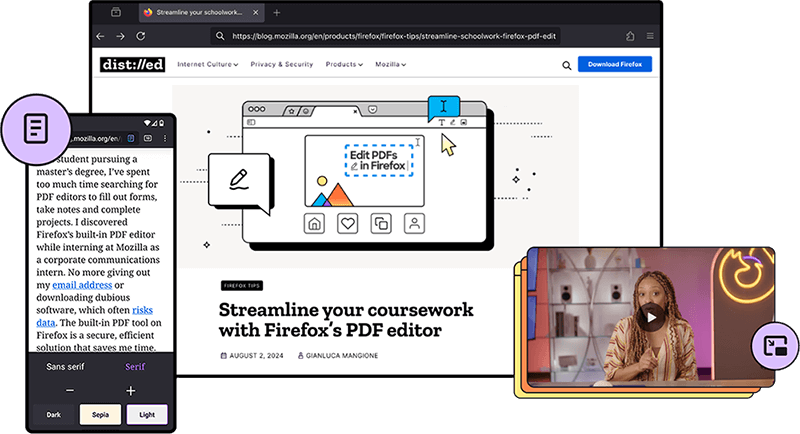 Streamline your schoolwork...
https://blog.mozilla.org/en/products/firefox/firefox-tips/streamline-schoolwork-firefox-pdf-edit
dist://ed
Internet Culture
Privacy & Security
Products
Mozilla
Download Firefox
Edit PDFs
in Firefox
FIREFOX TIPS
Streamline your coursework
with Firefox's PDF editor
AUGUST 2, 2024
GIANLUCA MANGIONE
.mozilla.org/en/p
student pursuing a
master's degree, I've spent
too much time searching for
PDF editors to fill out forms,
take notes and complete
projects. I discovered
Firefox's built-in PDF editor
while interning at Mozilla as
a corporate communications
intern. No more giving out
my email address or
downloading dubious
software, which often risks
data. The built-in PDF tool on
Firefox is a secure, efficient
solution that saves me time.
Sans serif
Serif
Dark
Sepia
Light